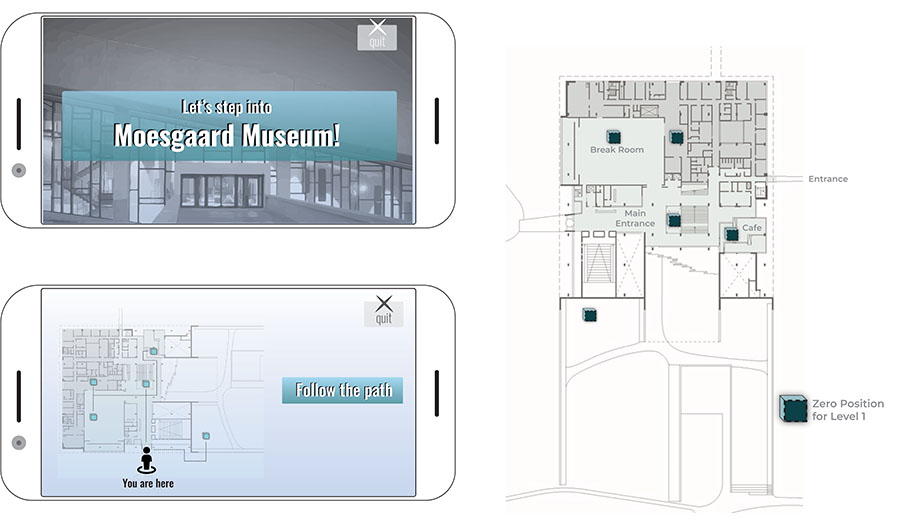 quit
Let's step into
Moesgaard Museum!
quit
Follow the path
You are here
Break Room
Entrance
Main
Entrance
Cafe
Zero Position
for Level 1